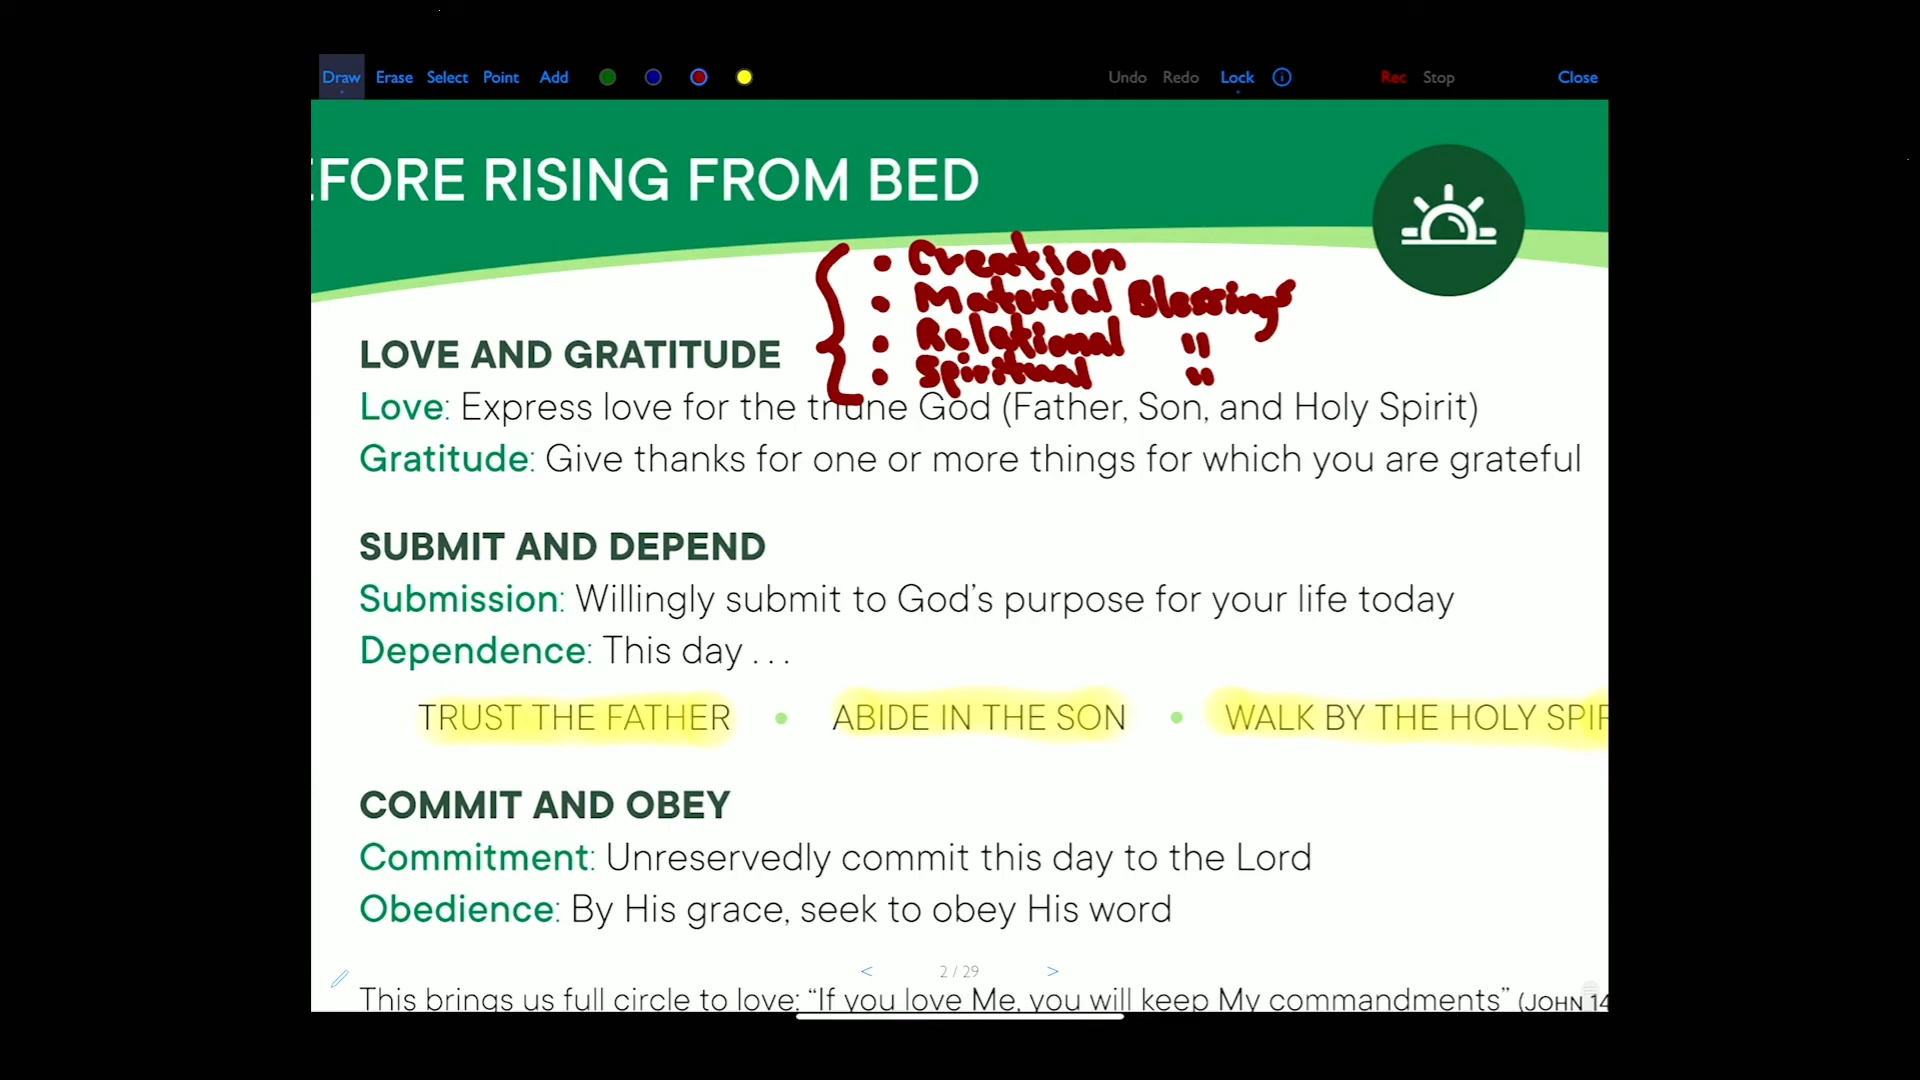 Draw Erase Select Point Add Undo Redo Lock Rec Stop Close
EFORE RISING FROM BED
• Creation
• Material Blessings
• Relational "
• Spiritual "
LOVE AND GRATITUDE
Love: Express love for the triune God (Father, Son, and Holy Spirit)
Gratitude: Give thanks for one or more things for which you are grateful
SUBMIT AND DEPEND
Submission: Willingly submit to God's purpose for your life today
Dependence: This day . . .
TRUST THE FATHER • ABIDE IN THE SON • WALK BY THE HOLY SPIR
COMMIT AND OBEY
Commitment: Unreservedly commit this day to the Lord
Obedience: By His grace, seek to obey His word
< 2 / 29 >
This brings us full circle to love: “If you love Me, you will keep My commandments” (JOHN 14